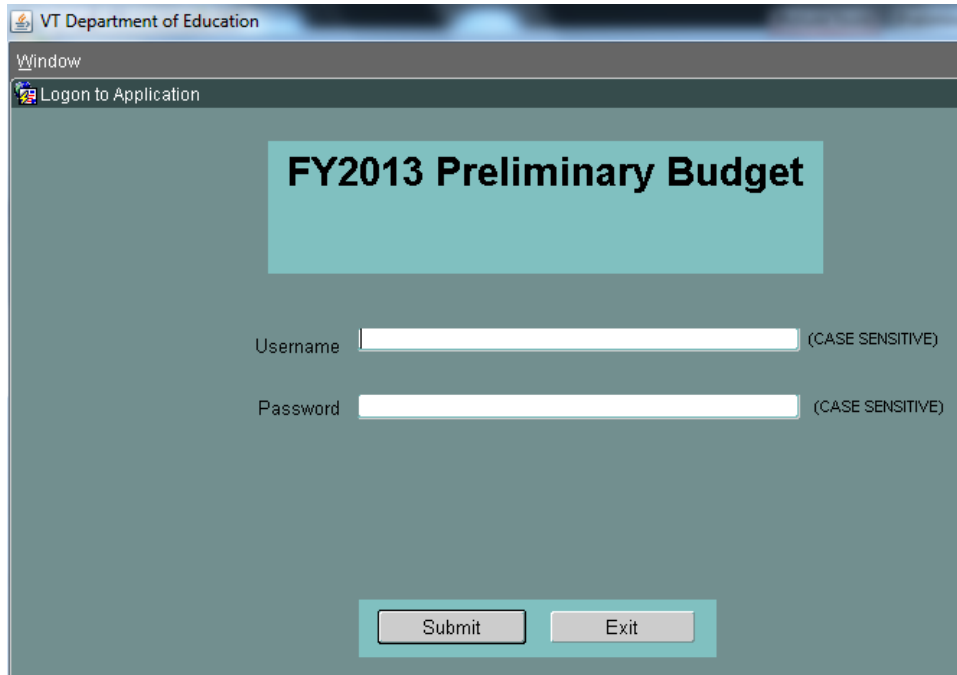 VT Department of Education
Window
Logon to Application
FY2013 Preliminary Budget
Username (CASE SENSITIVE)
Password (CASE SENSITIVE)
Submit Exit